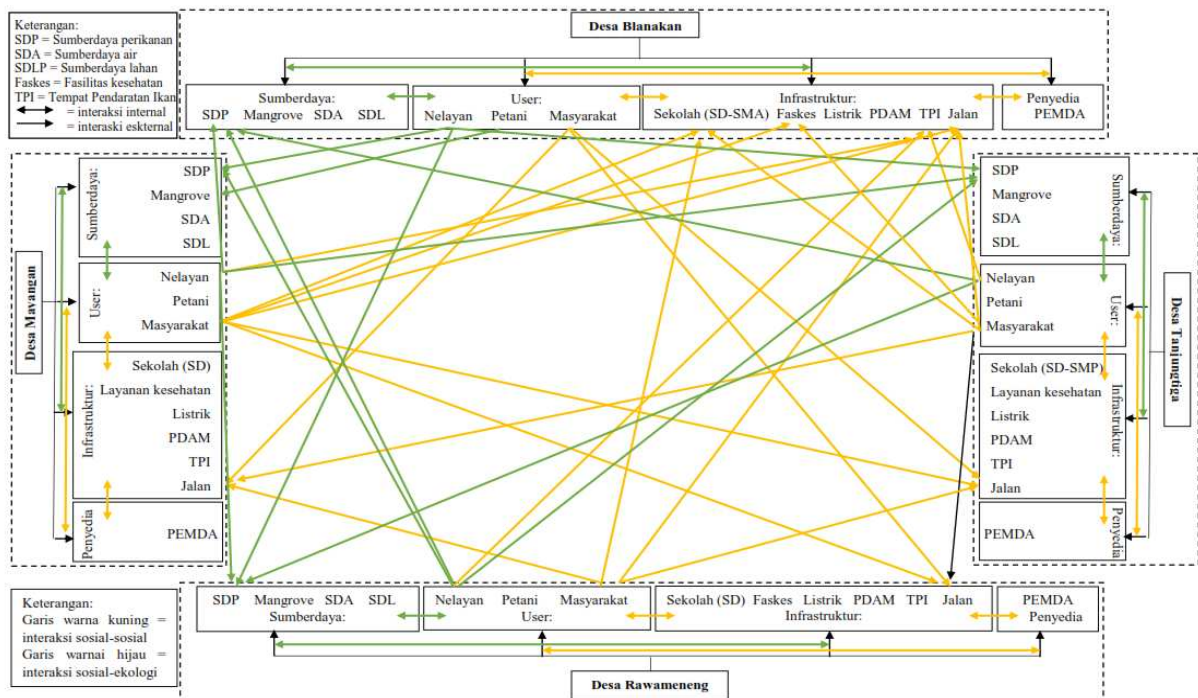 Keterangan:
SDP = Sumberdaya perikanan
SDA = Sumberdaya air
SDLP = Sumberdaya lahan
Faskes = Fasilitas kesehatan
TPI = Tempat Pendaratan Ikan
= interaksi internal
= interaski eskternal
Desa Blanakan
Sumberdaya:
SDP Mangrove SDA SDL
User:
Nelayan Petani Masyarakat
Infrastruktur:
Sekolah (SD-SMA) Faskes Listrik PDAM TPI Jalan
Penyedia
PEMDA
Desa Mayangan
Sumberdaya:
SDP
Mangrove
SDA
SDL
User:
Nelayan
Petani
Masyarakat
Infrastruktur:
Sekolah (SD)
Layanan kesehatan
Listrik
PDAM
TPI
Jalan
Penyedia
PEMDA
SDP
Mangrove
SDA
SDL
Sumberdaya:
Nelayan
Petani
Masyarakat
User:
Sekolah (SD-SMP)
Layanan kesehatan
Listrik
PDAM
TPI
Jalan
Infrastruktur:
PEMDA
Penyedia
Desa Tanjungtiga
SDP Mangrove SDA SDL
Sumberdaya:
Nelayan Petani Masyarakat
User:
Sekolah (SD) Faskes Listrik PDAM TPI Jalan
Infrastruktur:
PEMDA
Penyedia
Desa Rawameneng
Keterangan:
Garis warna kuning =
interaksi sosial-sosial
Garis warnai hijau =
interaksi sosial-ekologi